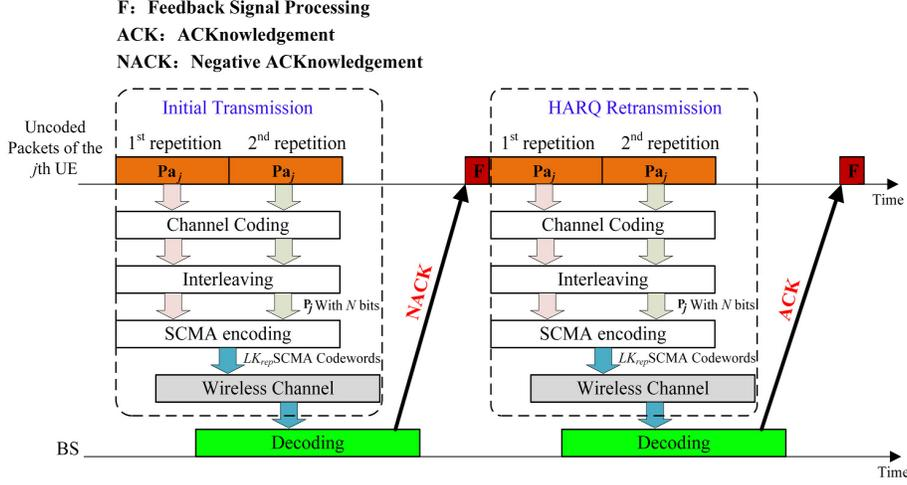 F: Feedback Signal Processing
ACK: ACKnowledgement
NACK: Negative ACKnowledgement
Initial Transmission
HARQ Retransmission
Uncoded
Packets of the
jth UE
1st repetition
2nd repetition
1st repetition
2nd repetition
Paj
Paj
F
Paj
Paj
F
Time
Channel Coding
Channel Coding
Interleaving
Interleaving
NACK
ACK
Pj With N bits
Pj With N bits
SCMA encoding
SCMA encoding
LKrepSCMA Codewords
LKrepSCMA Codewords
Wireless Channel
Wireless Channel
BS
Decoding
Decoding
Time